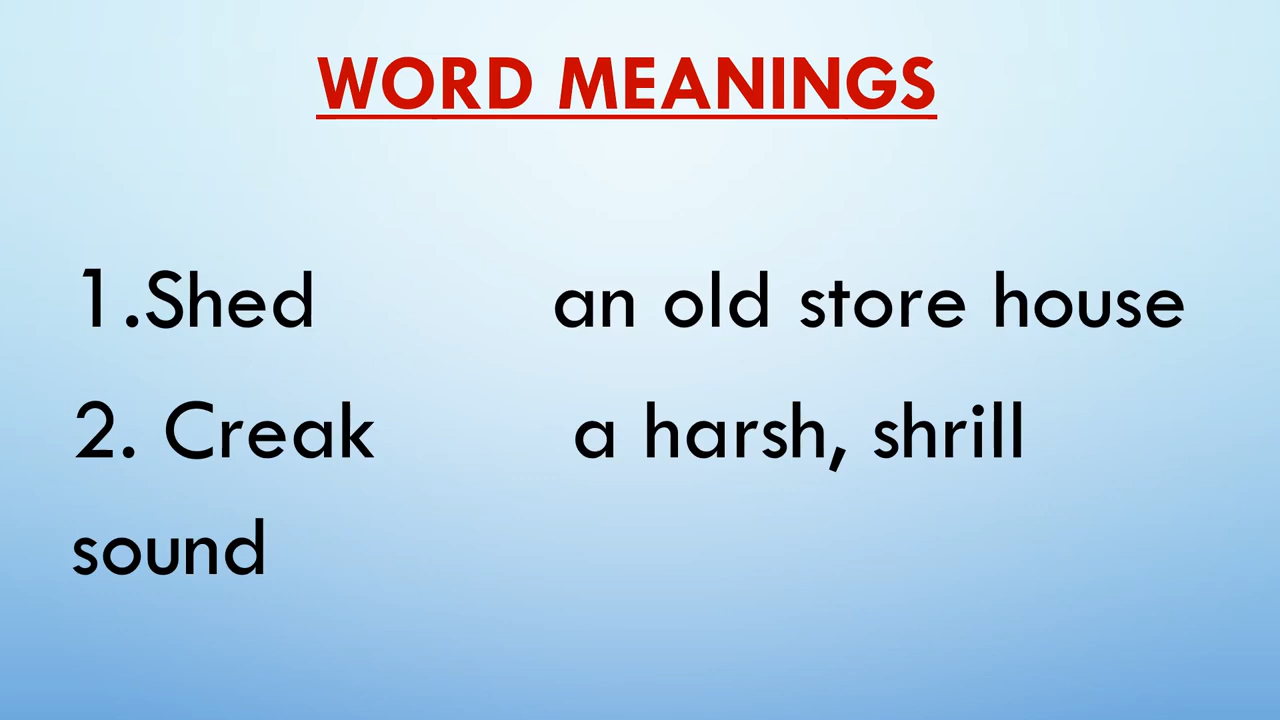 WORD MEANINGS
1.Shed an old store house
2. Creak a harsh, shrill
sound